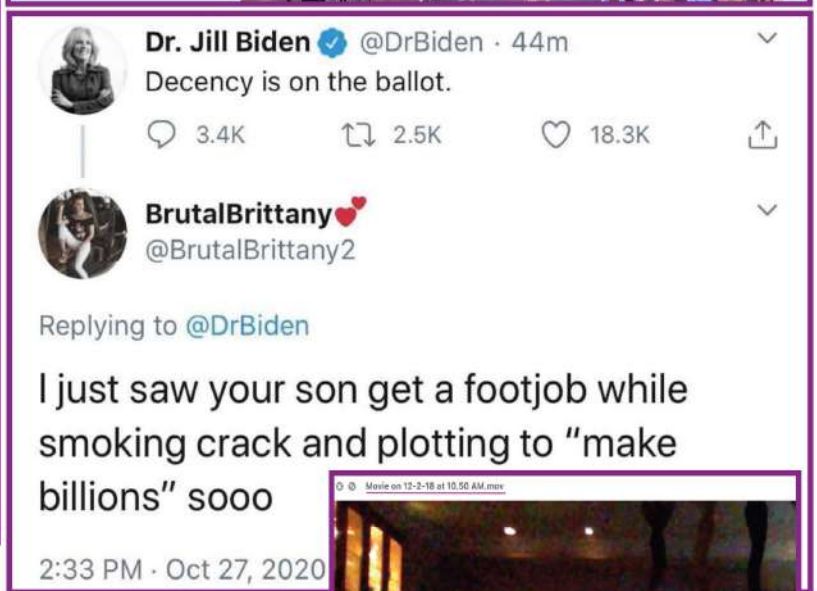 Dr. Jill Biden @DrBiden · 44m
Decency is on the ballot.
3.4K 2.5K 18.3K
BrutalBrittany💕
@BrutalBrittany2
Replying to @DrBiden
I just saw your son get a footjob while
smoking crack and plotting to “make
billions” sooo
Movie on 12-2-18 at 10.50 AM.mov
2:33 PM · Oct 27, 2020